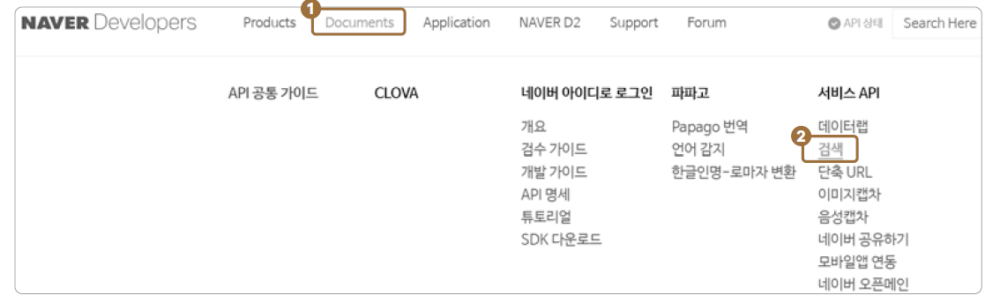 NAVER Developers Products Documents Application NAVER D2 Support Forum API 상태 Search Here
1
API 공통 가이드 CLOVA 네이버 아이디로 로그인 파파고 서비스 API
개요 Papago 번역 데이터랩
2
검수 가이드 언어 감지 검색
개발 가이드 한글인명-로마자 변환 단축 URL
API 명세 이미지캡차
튜토리얼 음성캡차
SDK 다운로드 네이버 공유하기
모바일앱 연동
네이버 오픈메인